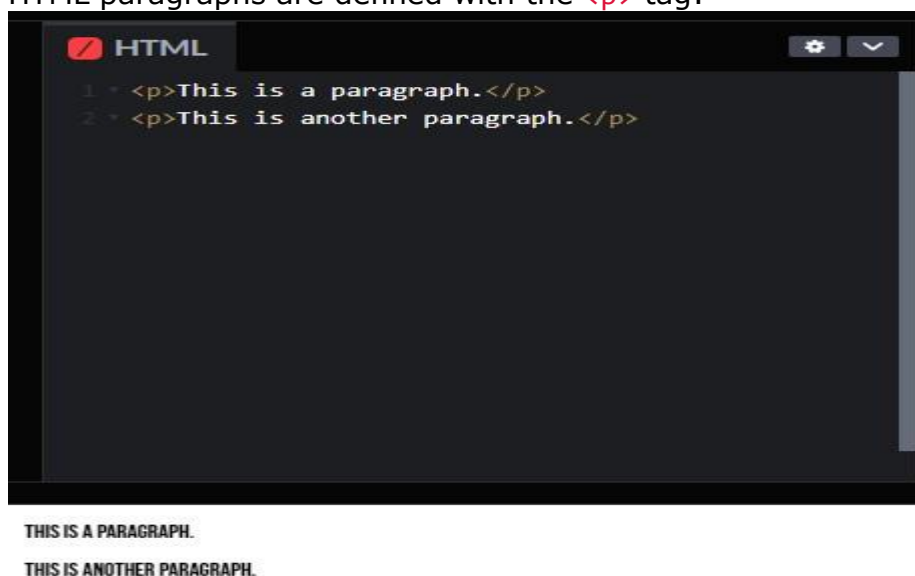 HTML paragraphs are defined with the <p> tag:
HTML
1 <p>This is a paragraph.</p>
2 <p>This is another paragraph.</p>
THIS IS A PARAGRAPH.
THIS IS ANOTHER PARAGRAPH.